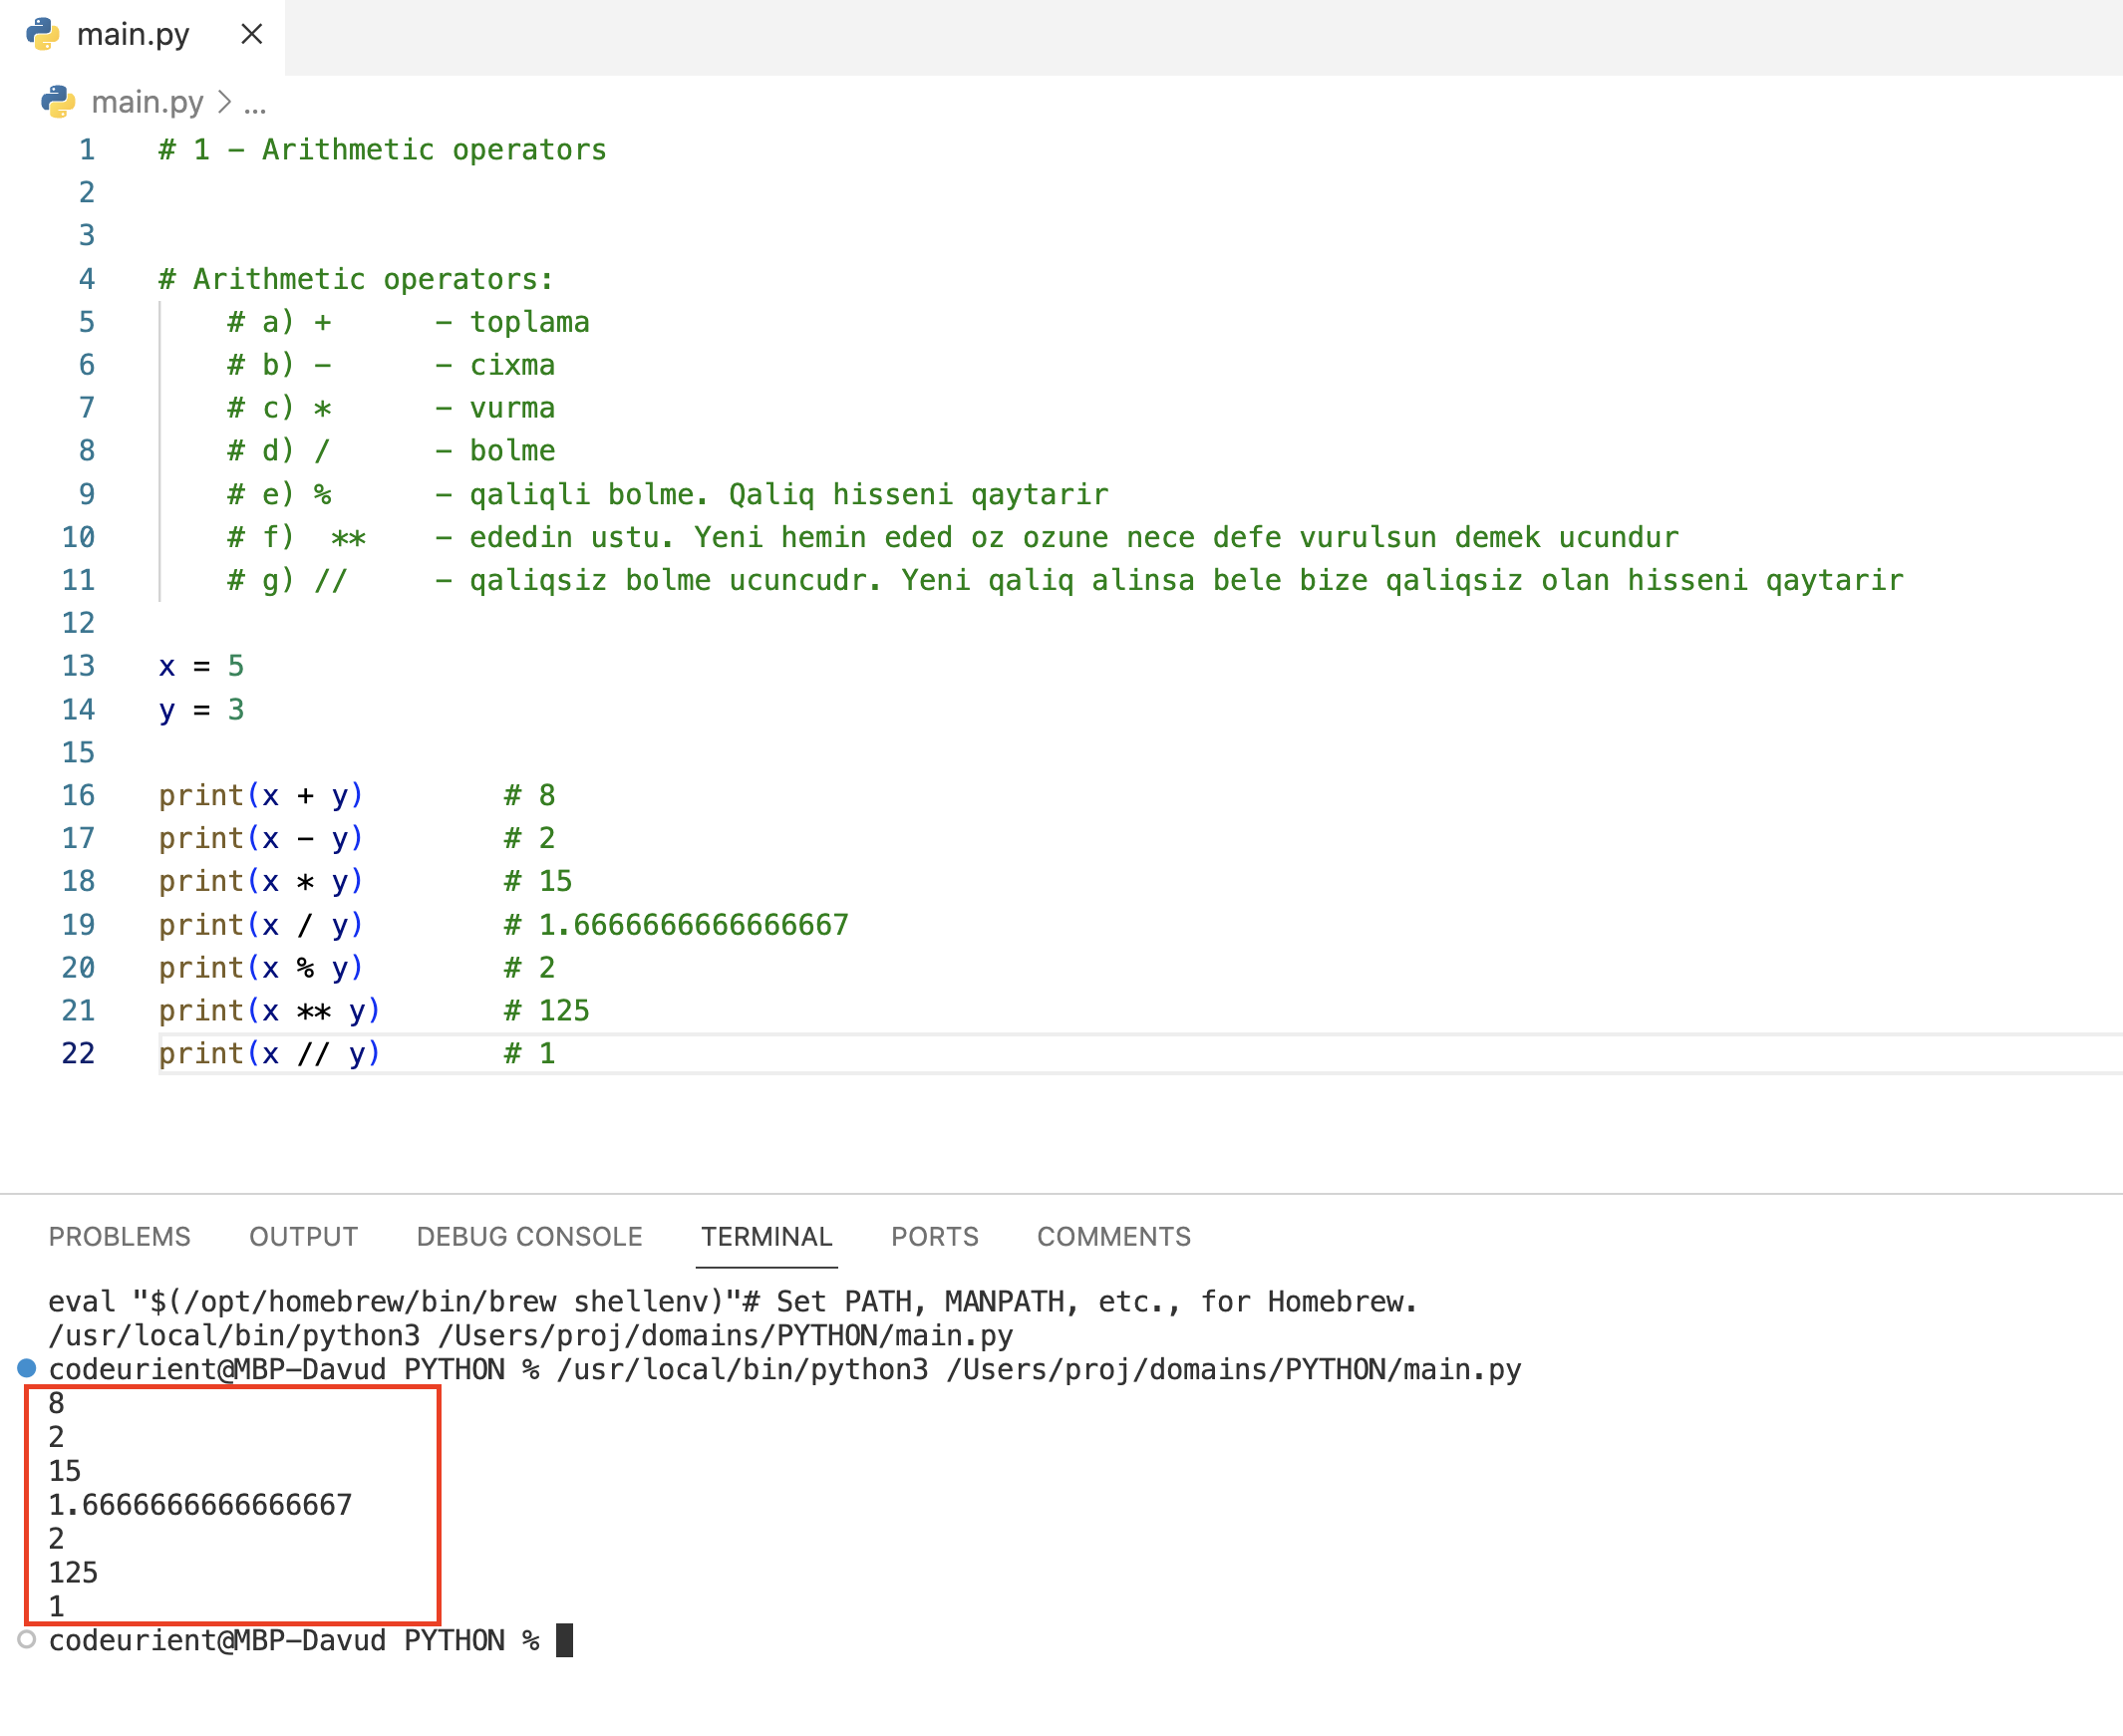 main.py
main.py > ...
1 # 1 - Arithmetic operators
2
3
4 # Arithmetic operators:
5 # a) + - toplama
6 # b) - - cixma
7 # c) * - vurma
8 # d) / - bolme
9 # e) % - qaliqli bolme. Qaliq hisseni qaytarir
10 # f) ** - ededin ustu. Yeni hemin eded oz ozune nece defe vurulsun demek ucundur
11 # g) // - qaliqsiz bolme ucuncudr. Yeni qaliq alinsa bele bize qaliqsiz olan hisseni qaytarir
12
13 x = 5
14 y = 3
15
16 print(x + y) # 8
17 print(x - y) # 2
18 print(x * y) # 15
19 print(x / y) # 1.6666666666666667
20 print(x % y) # 2
21 print(x ** y) # 125
22 print(x // y) # 1
PROBLEMS OUTPUT DEBUG CONSOLE TERMINAL PORTS COMMENTS
eval "$(/opt/homebrew/bin/brew shellenv)"# Set PATH, MANPATH, etc., for Homebrew.
/usr/local/bin/python3 /Users/proj/domains/PYTHON/main.py
codeurient@MBP-Davud PYTHON % /usr/local/bin/python3 /Users/proj/domains/PYTHON/main.py
8
2
15
1.6666666666666667
2
125
1
codeurient@MBP-Davud PYTHON %